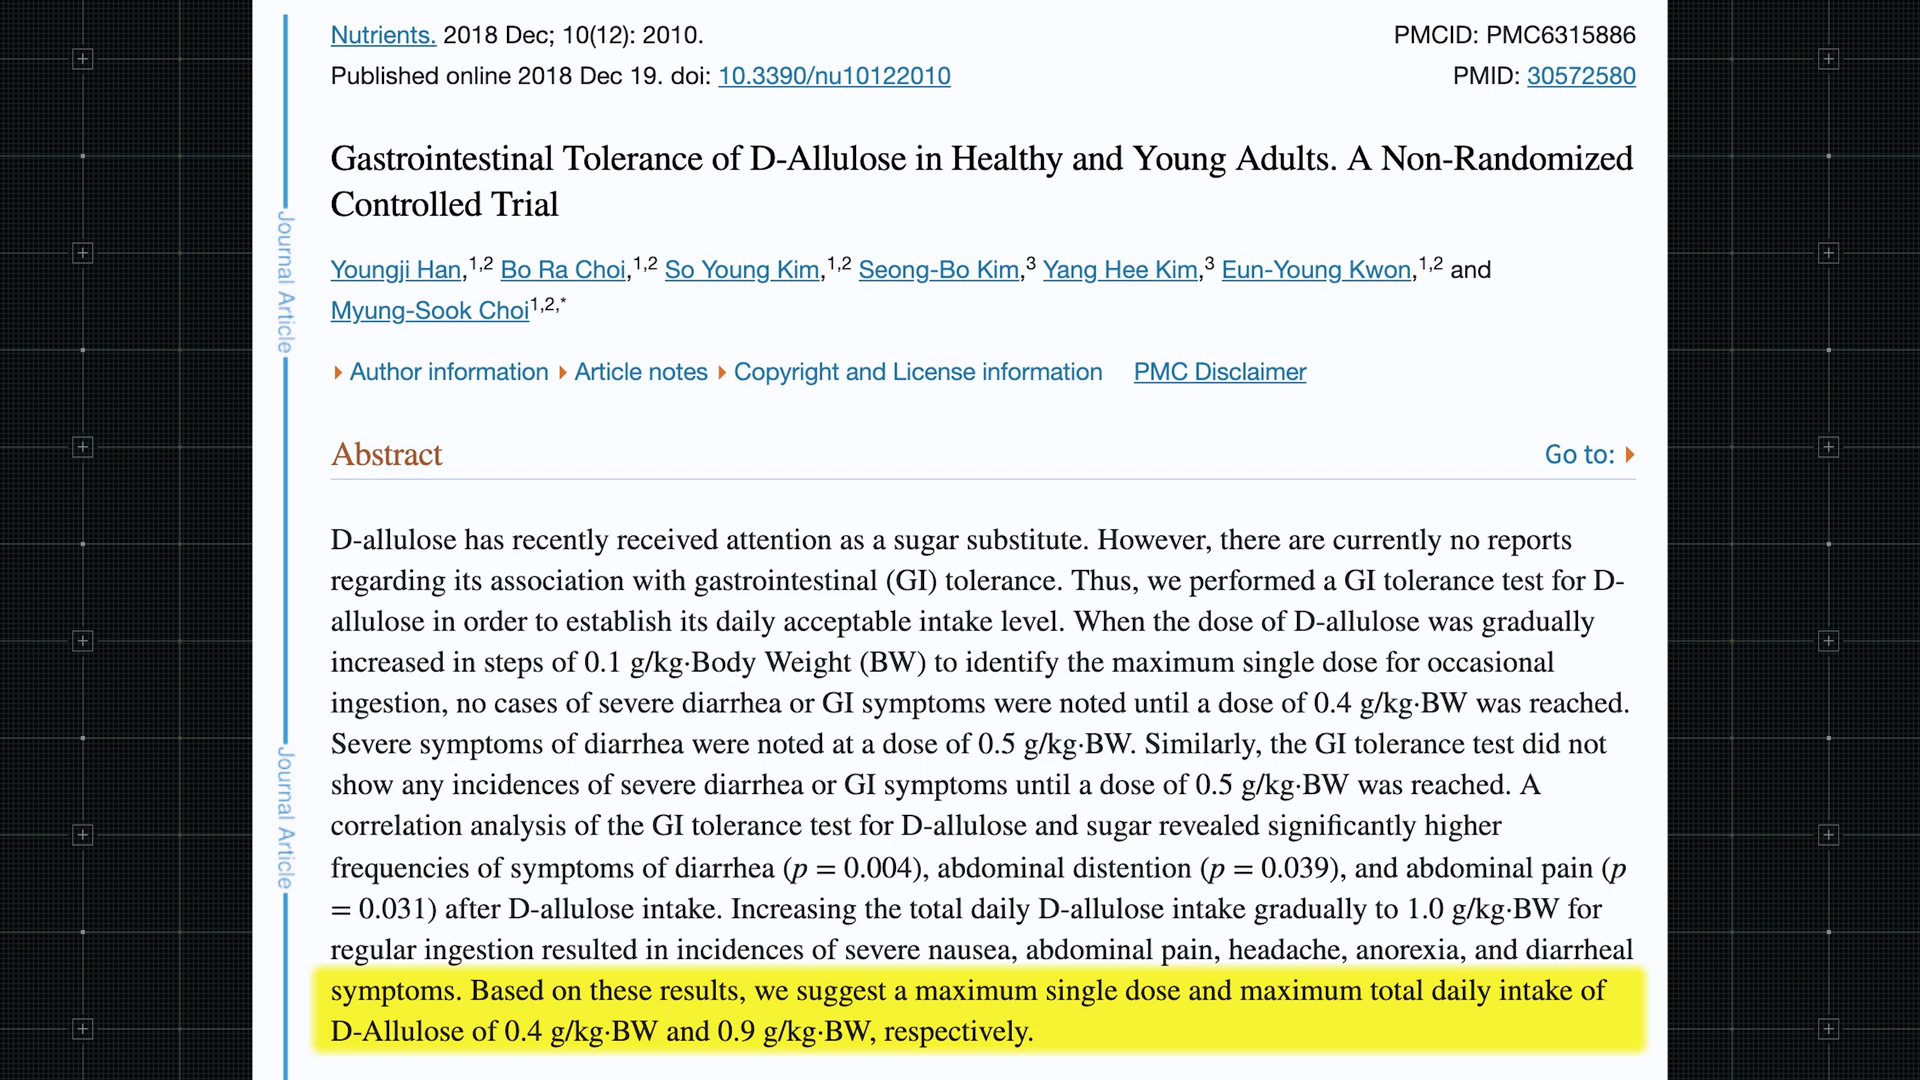 Nutrients. 2018 Dec; 10(12): 2010.
PMCID: PMC6315886
Published online 2018 Dec 19. doi: 10.3390/nu10122010
PMID: 30572580
Gastrointestinal Tolerance of D-Allulose in Healthy and Young Adults. A Non-Randomized
Controlled Trial
Youngji Han,1,2 Bo Ra Choi,1,2 So Young Kim,1,2 Seong-Bo Kim,3 Yang Hee Kim,3 Eun-Young Kwon,1,2 and
Myung-Sook Choi1,2,*
Author information Article notes Copyright and License information PMC Disclaimer
Abstract
Go to:
D-allulose has recently received attention as a sugar substitute. However, there are currently no reports
regarding its association with gastrointestinal (GI) tolerance. Thus, we performed a GI tolerance test for D-
allulose in order to establish its daily acceptable intake level. When the dose of D-allulose was gradually
increased in steps of 0.1 g/kg·Body Weight (BW) to identify the maximum single dose for occasional
ingestion, no cases of severe diarrhea or GI symptoms were noted until a dose of 0.4 g/kg·BW was reached.
Severe symptoms of diarrhea were noted at a dose of 0.5 g/kg·BW. Similarly, the GI tolerance test did not
show any incidences of severe diarrhea or GI symptoms until a dose of 0.5 g/kg·BW was reached. A
correlation analysis of the GI tolerance test for D-allulose and sugar revealed significantly higher
frequencies of symptoms of diarrhea (p = 0.004), abdominal distention (p = 0.039), and abdominal pain (p
= 0.031) after D-allulose intake. Increasing the total daily D-allulose intake gradually to 1.0 g/kg·BW for
regular ingestion resulted in incidences of severe nausea, abdominal pain, headache, anorexia, and diarrheal
symptoms. Based on these results, we suggest a maximum single dose and maximum total daily intake of
D-Allulose of 0.4 g/kg·BW and 0.9 g/kg·BW, respectively.
Journal Article
Journal Article